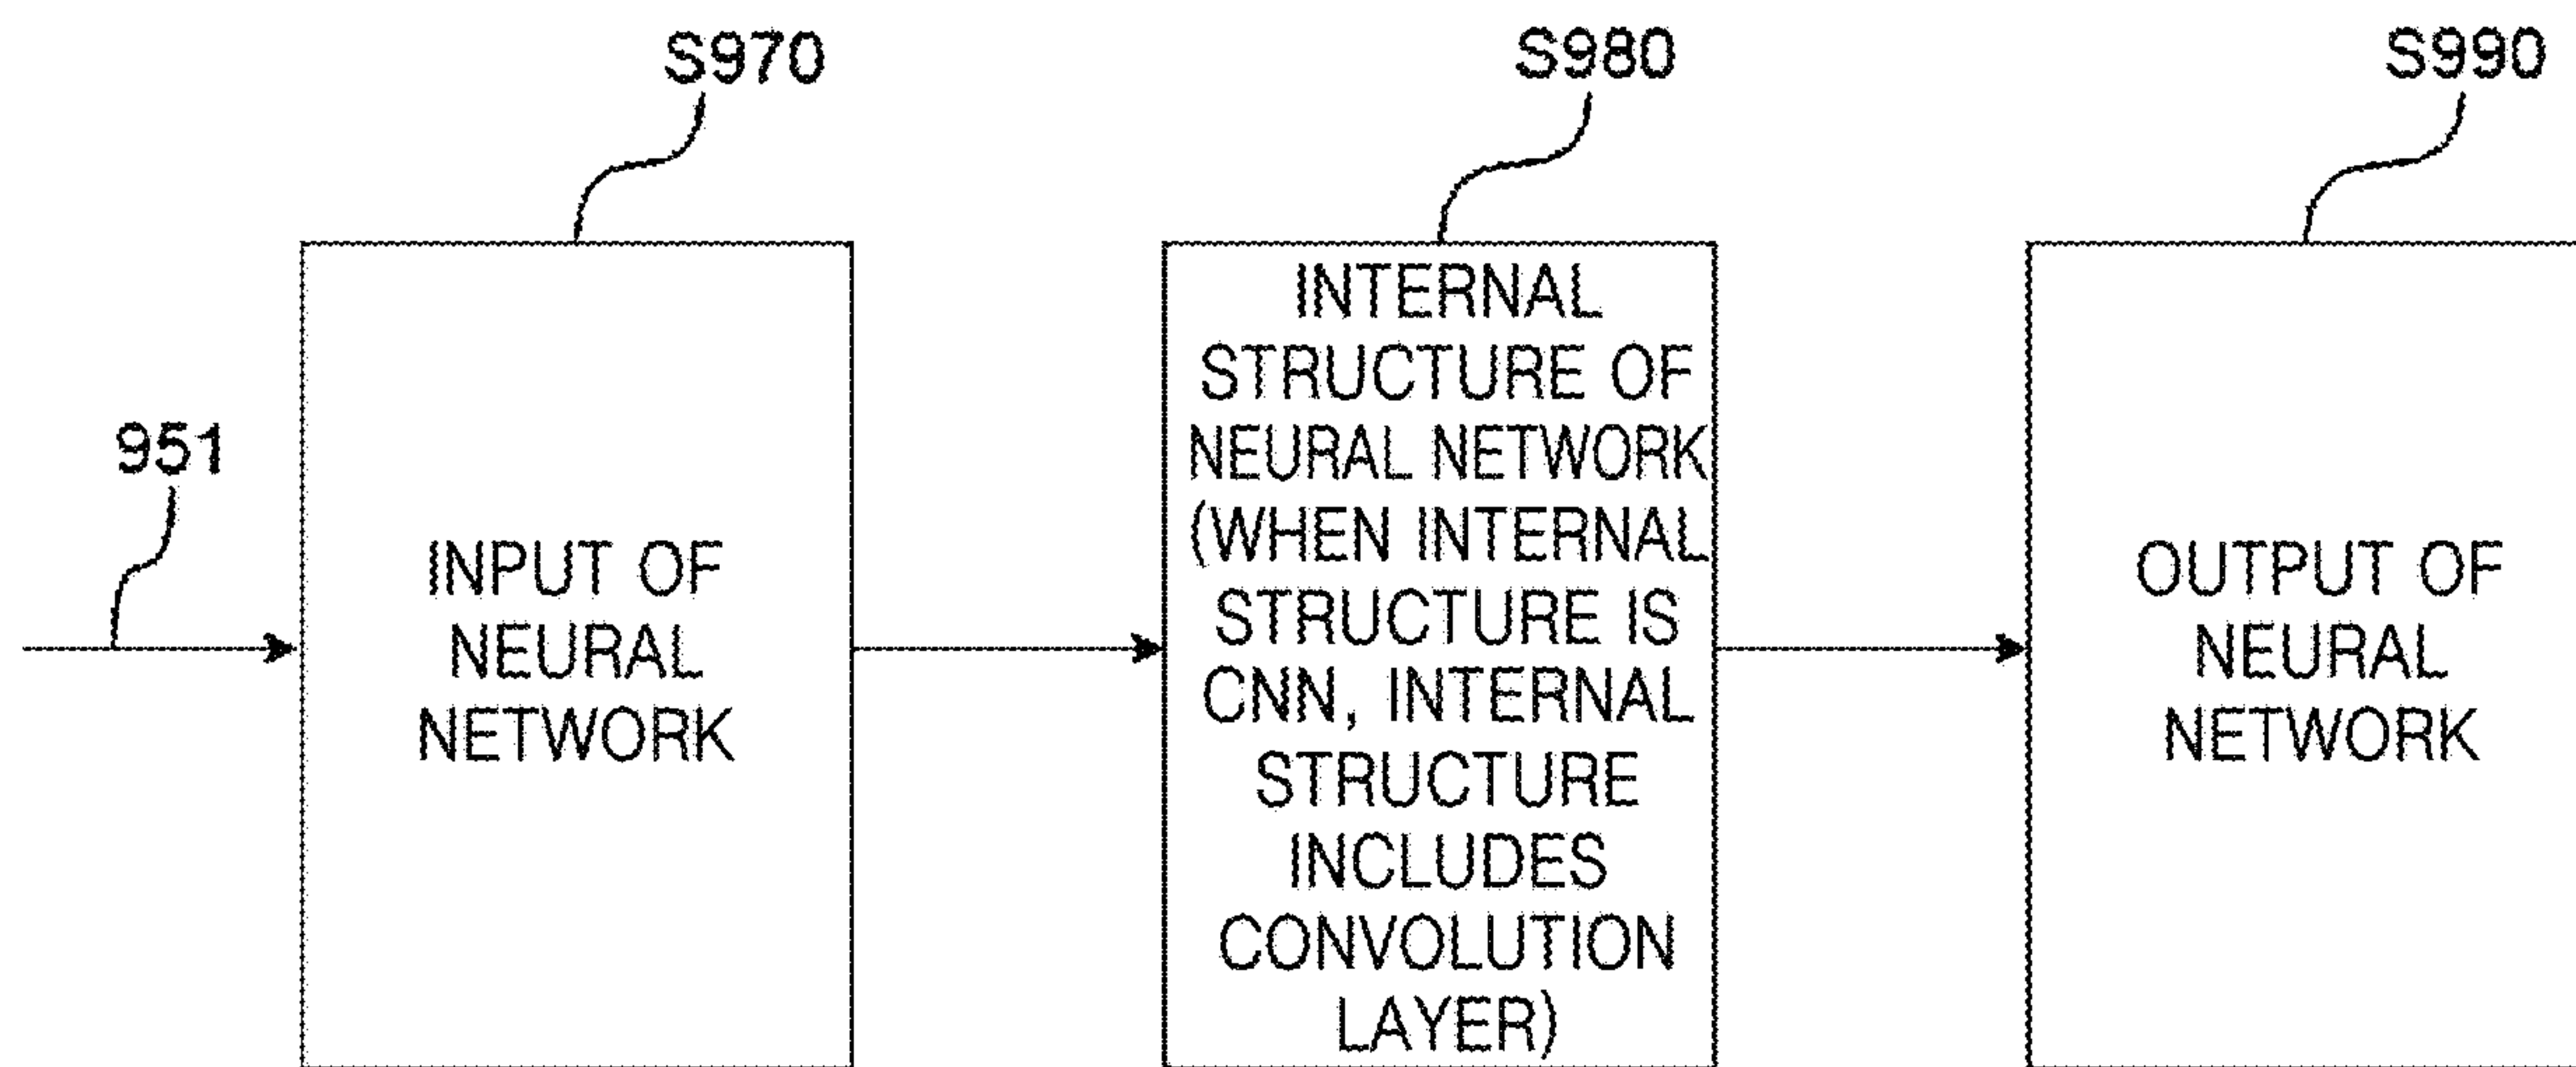 S970
S980
S990
951
INPUT OF
NEURAL
NETWORK
INTERNAL
STRUCTURE OF
NEURAL NETWORK
(WHEN INTERNAL
STRUCTURE IS
CNN, INTERNAL
STRUCTURE
INCLUDES
CONVOLUTION
LAYER)
OUTPUT OF
NEURAL
NETWORK